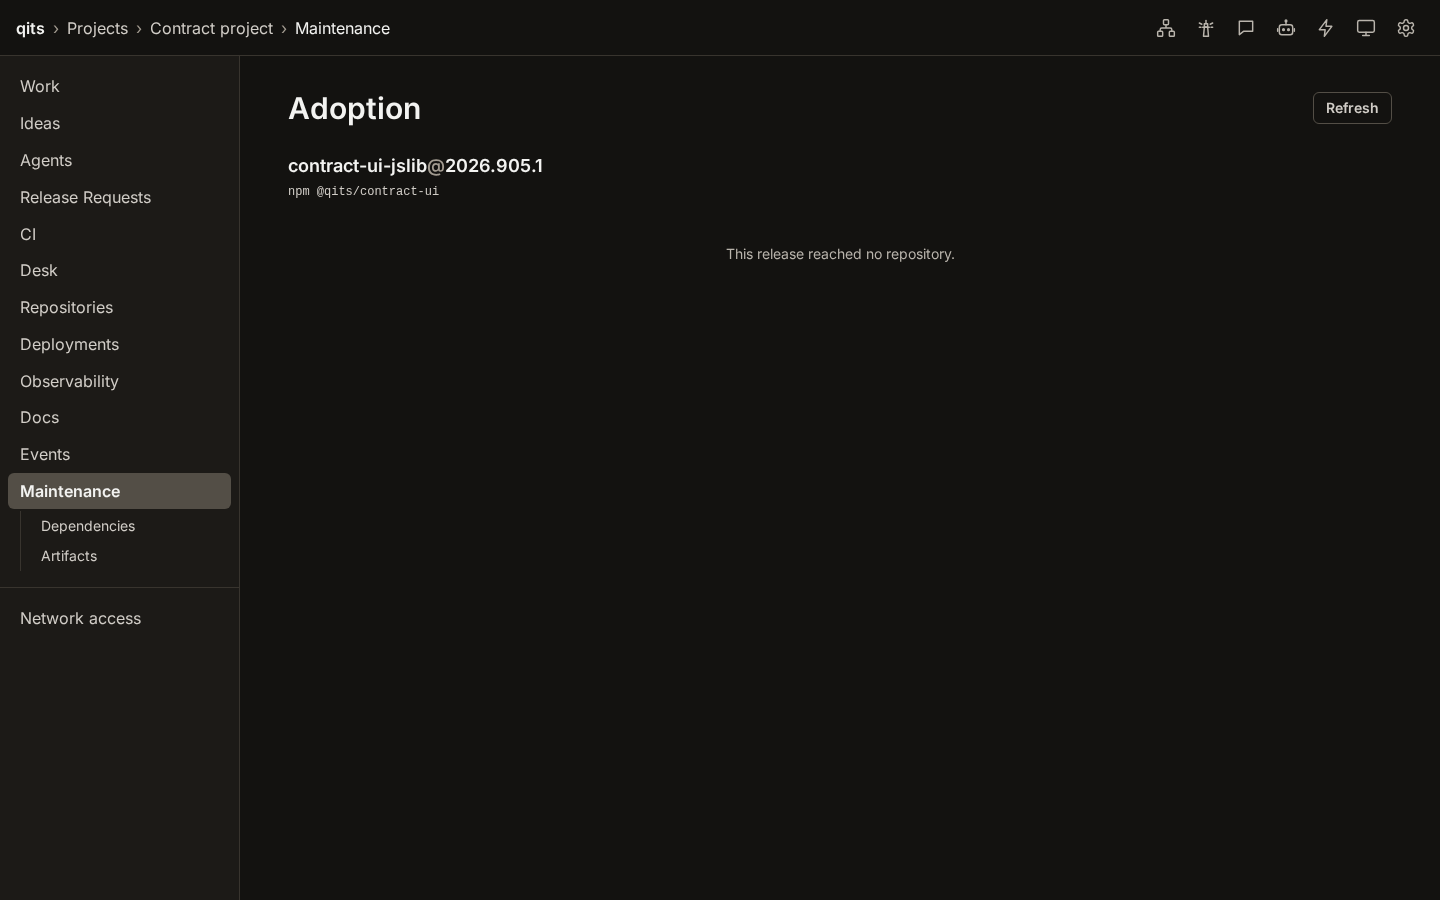 qits › Projects › Contract project › Maintenance
Work
Ideas
Agents
Release Requests
CI
Desk
Repositories
Deployments
Observability
Docs
Events
Maintenance
Dependencies
Artifacts
Network access
Adoption
Refresh
contract-ui-jslib@2026.905.1
npm @qits/contract-ui
This release reached no repository.